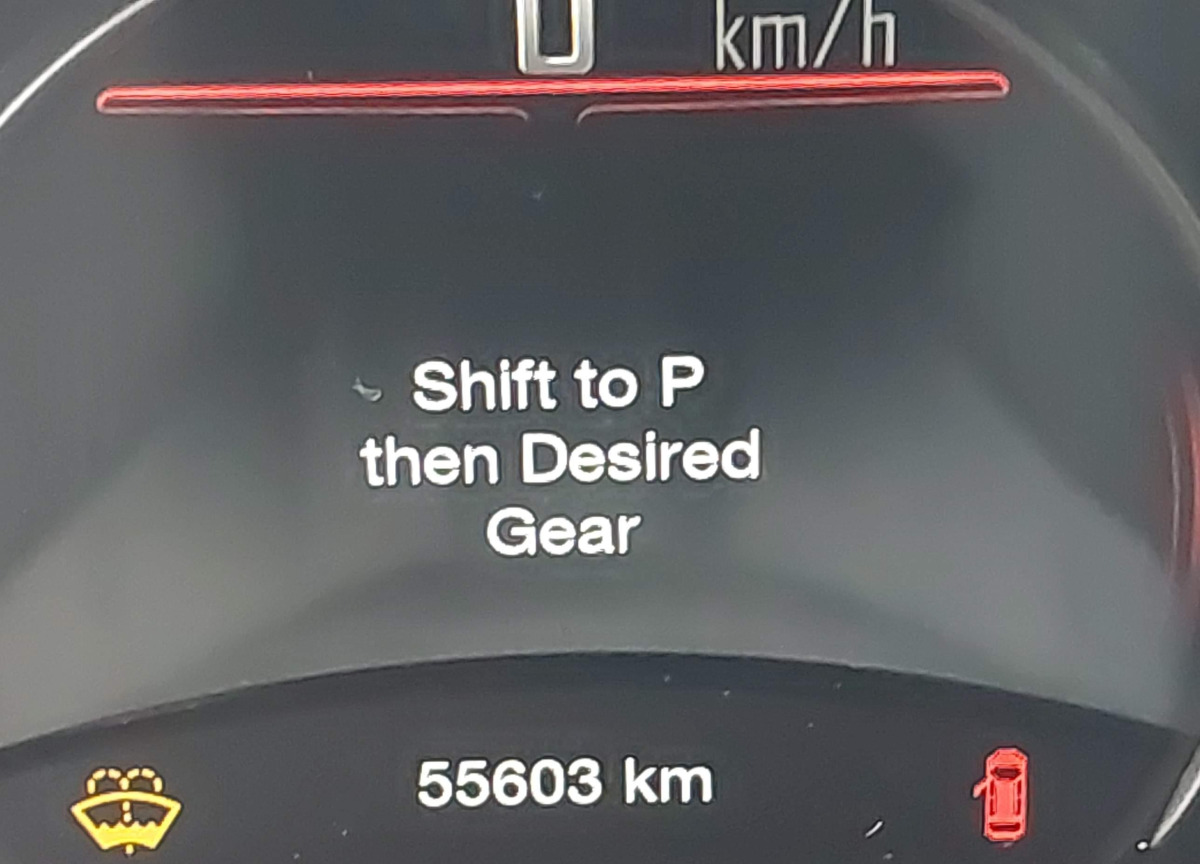 0 km/h
Shift to P
then Desired
Gear
55603 km